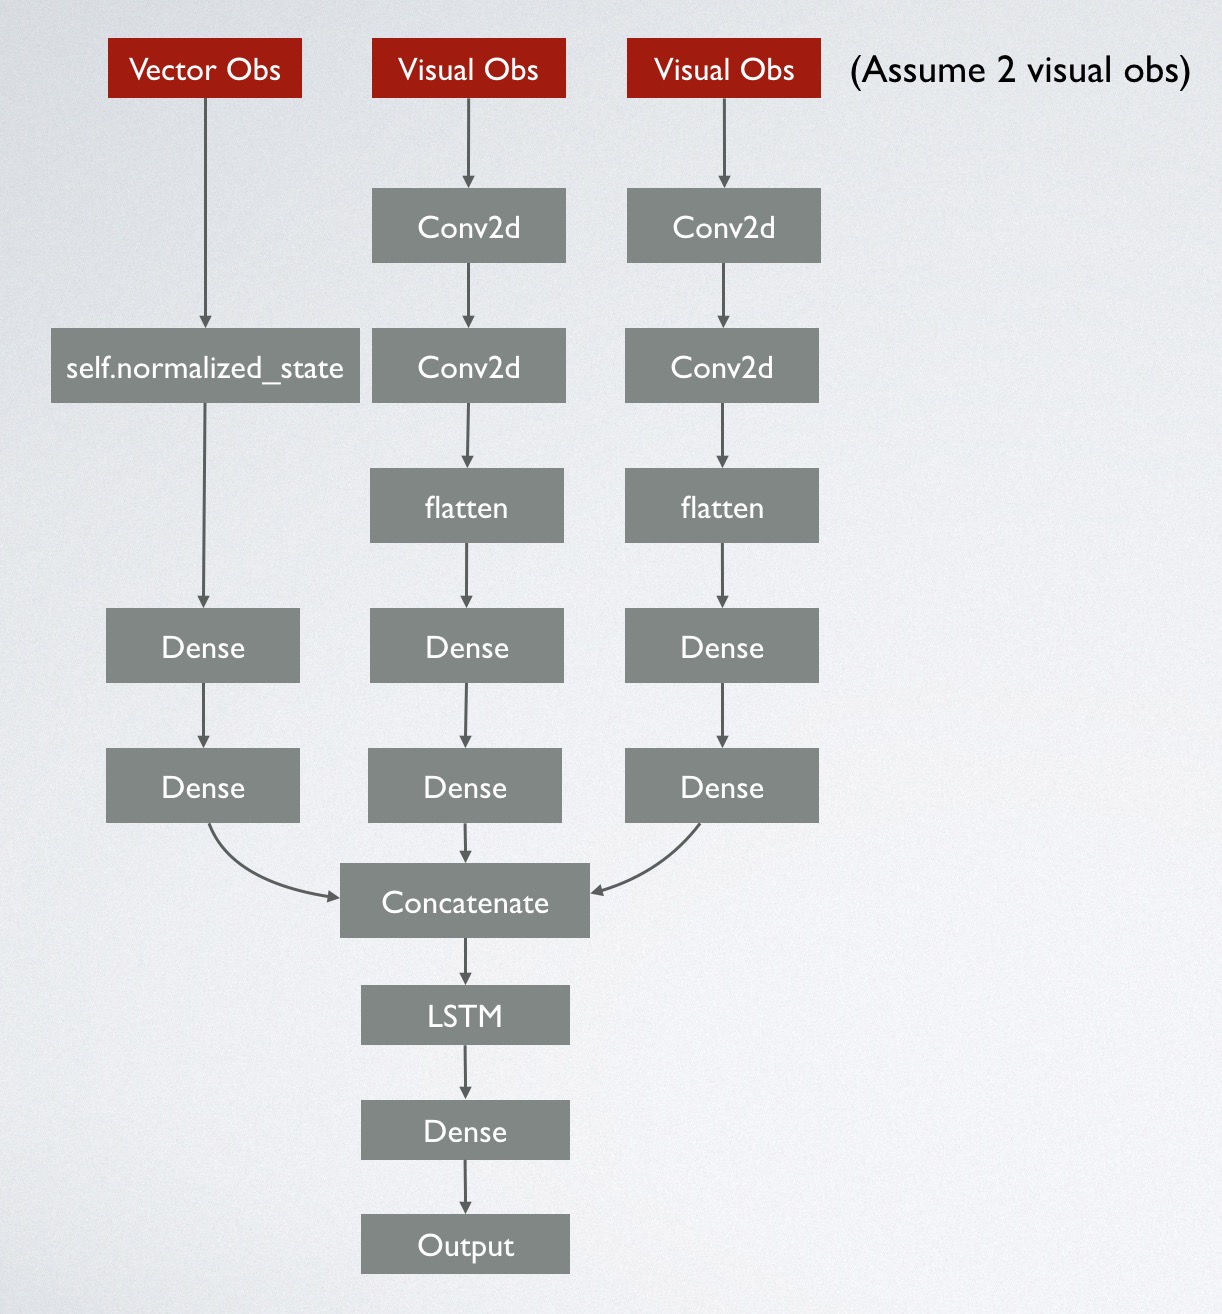 Vector Obs
Visual Obs
Visual Obs
(Assume 2 visual obs)
Conv2d
Conv2d
self.normalized_state
Conv2d
Conv2d
flatten
flatten
Dense
Dense
Dense
Dense
Dense
Dense
Concatenate
LSTM
Dense
Output